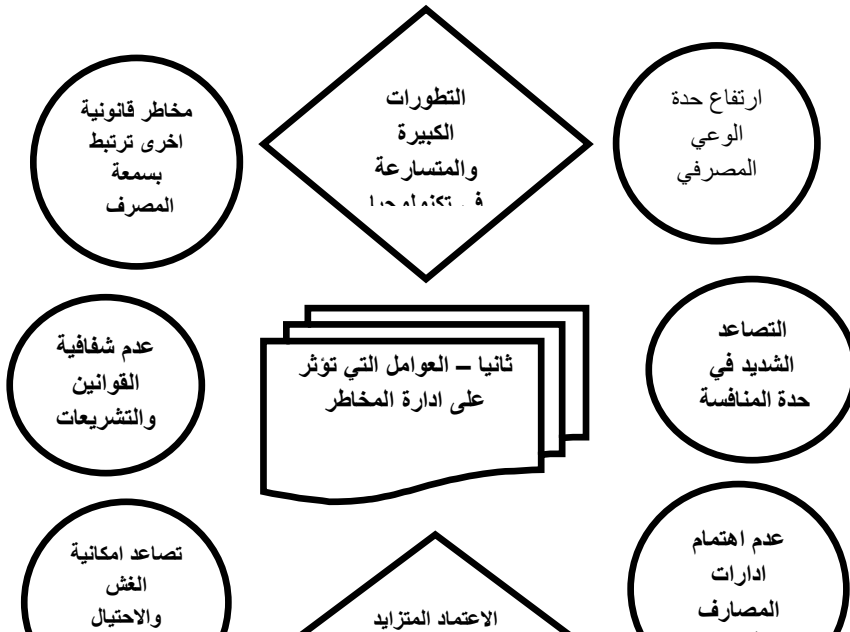 ارتفاع حدة
الوعي
المصرفي
التطورات
الكبيرة
والمتسارعة
في تكنولوجيا
مخاطر قانونية
اخرى ترتبط
بسمعة
المصرف
التصاعد
الشديد في
حدة المنافسة
ثانيا – العوامل التي تؤثر
على ادارة المخاطر
عدم شفافية
القوانين
والتشريعات
عدم اهتمام
ادارات
المصارف
الاعتماد المتزايد
تصاعد امكانية
الغش
والاحتيال